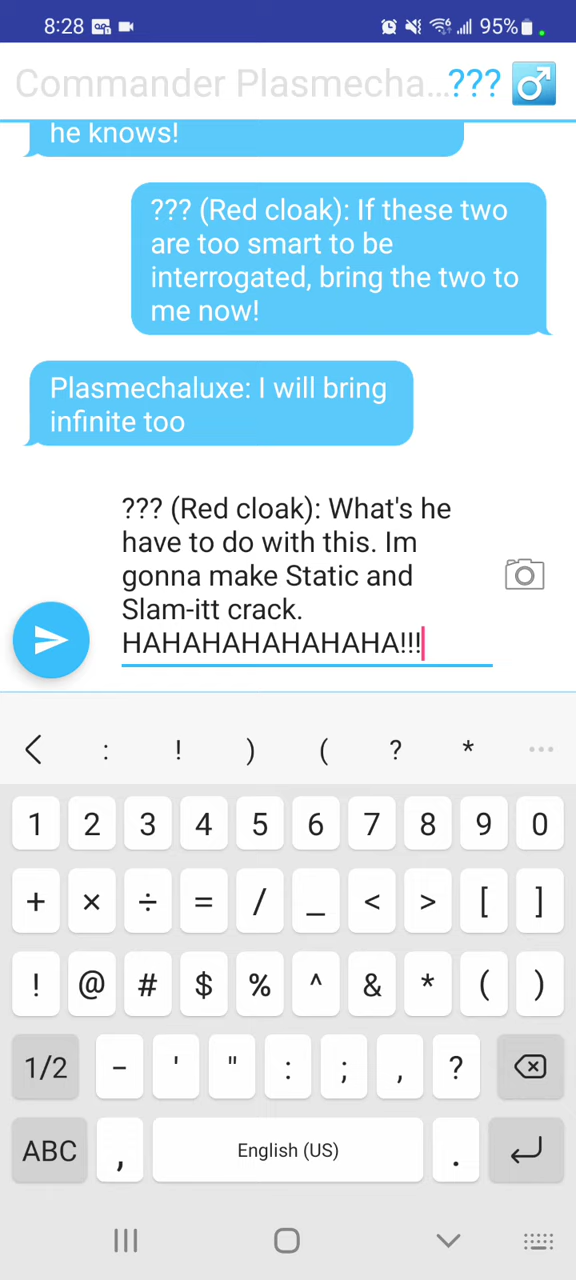 8:28 95%
Commander Plasmecha... ???
he knows!
??? (Red cloak): If these two
are too smart to be
interrogated, bring the two to
me now!
Plasmechaluxe: I will bring
infinite too
??? (Red cloak): What's he
have to do with this. Im
gonna make Static and
Slam-itt crack.
HAHAHAHAHAHAHA!!!
: ! ) ( ? * ...
1 2 3 4 5 6 7 8 9 0
+ × ÷ = / _ < > [ ]
! @ # $ % ^ & * ( )
1/2 - ' " : ; , ?
ABC , English (US) .